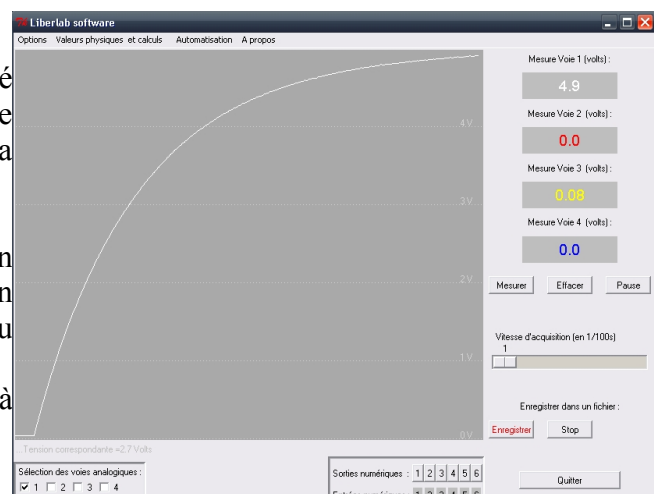 Liberlab software
Options Valeurs physiques et calculs Automatisation A propos
é
e
a
n
n
u
à
4 V
3 V
2 V
1 V
0 V
Mesure Voie 1 (volts) :
4.9
Mesure Voie 2 (volts) :
0.0
Mesure Voie 3 (volts) :
0.08
Mesure Voie 4 (volts) :
0.0
Mesurer Effacer Pause
Vitesse d'acquisition (en 1/100s)
1
Enregistrer dans un fichier :
Enregistrer Stop
...Tension correspondante =2.7 Volts
Sélection des voies analogiques :
1 2 3 4
Sorties numériques : 1 2 3 4 5 6
Quitter